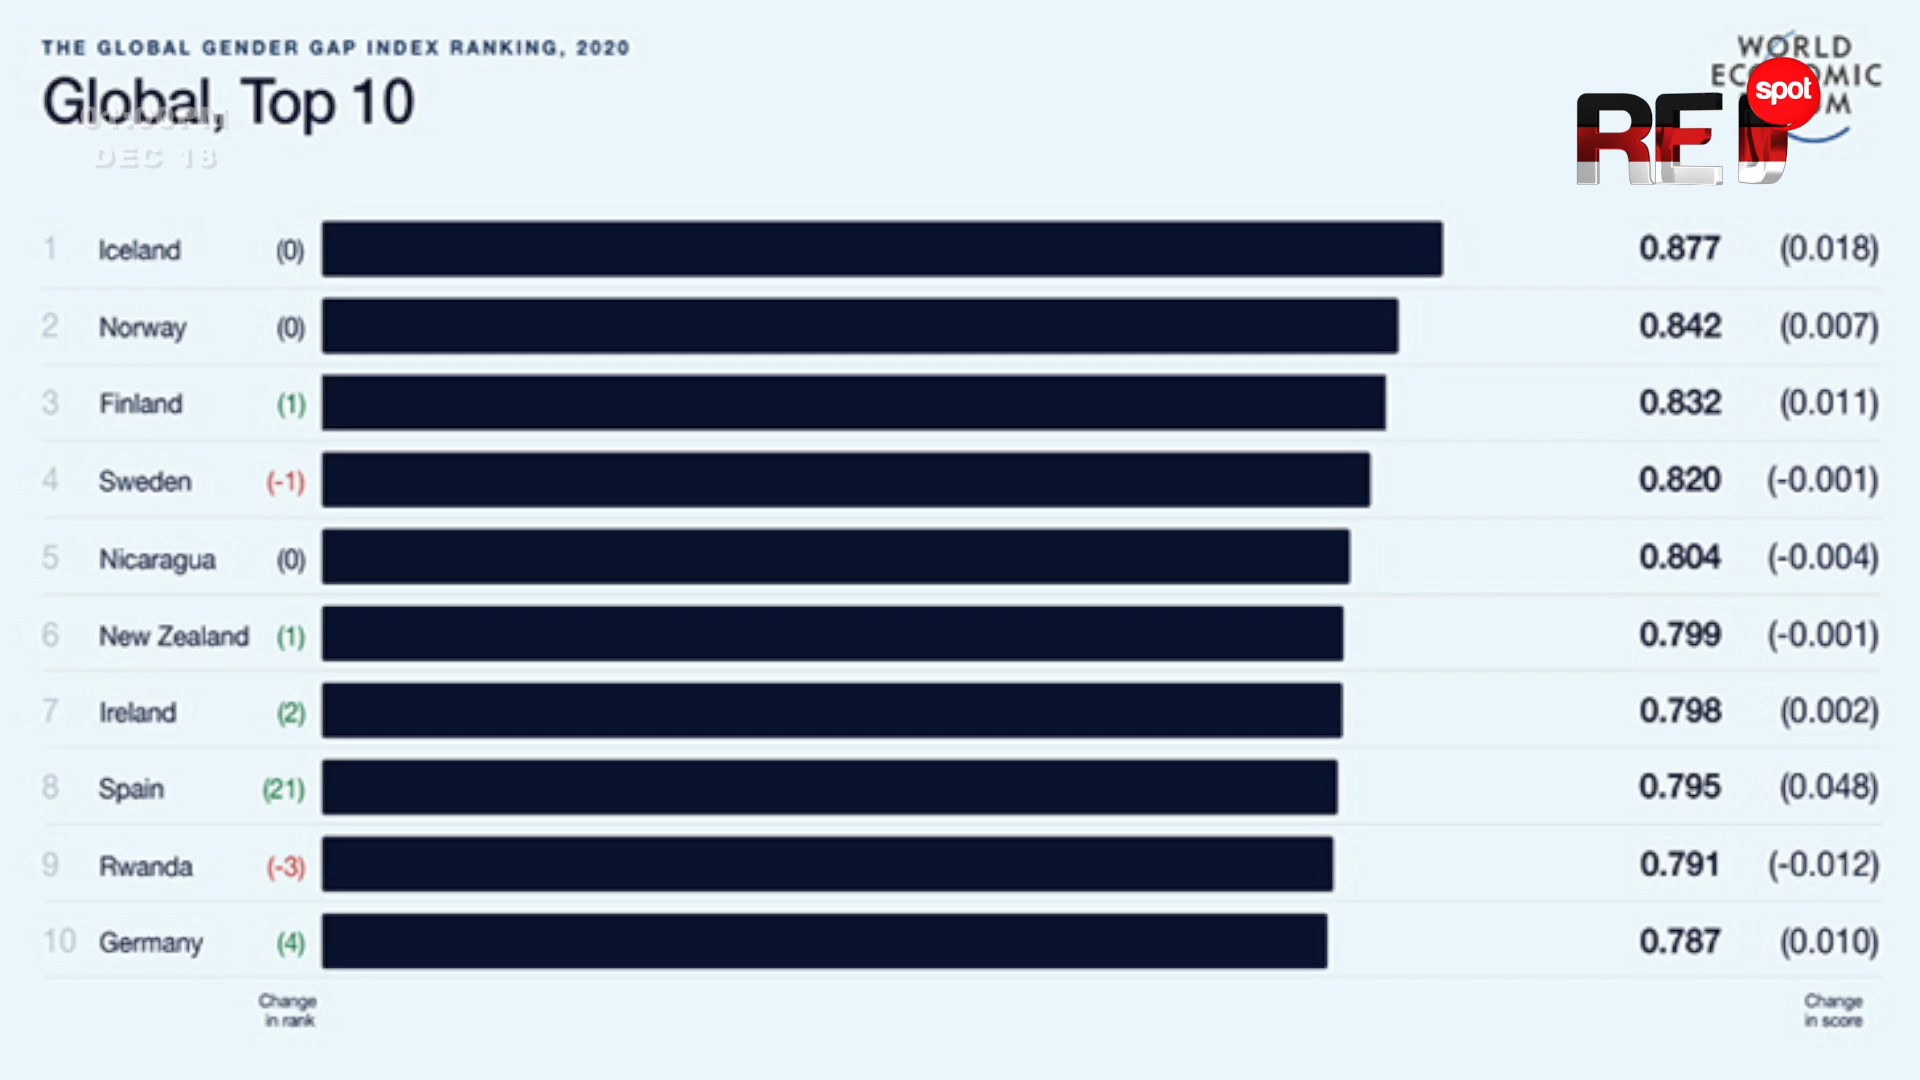 THE GLOBAL GENDER GAP INDEX RANKING, 2020
Global, Top 10
WORLD
ECONOMIC
spot
RED
DEC 18
1 Iceland (0) 0.877 (0.018)
2 Norway (0) 0.842 (0.007)
3 Finland (1) 0.832 (0.011)
4 Sweden (-1) 0.820 (-0.001)
5 Nicaragua (0) 0.804 (-0.004)
6 New Zealand (1) 0.799 (-0.001)
7 Ireland (2) 0.798 (0.002)
8 Spain (21) 0.795 (0.048)
9 Rwanda (-3) 0.791 (-0.012)
10 Germany (4) 0.787 (0.010)
Change
in rank
Change
in score